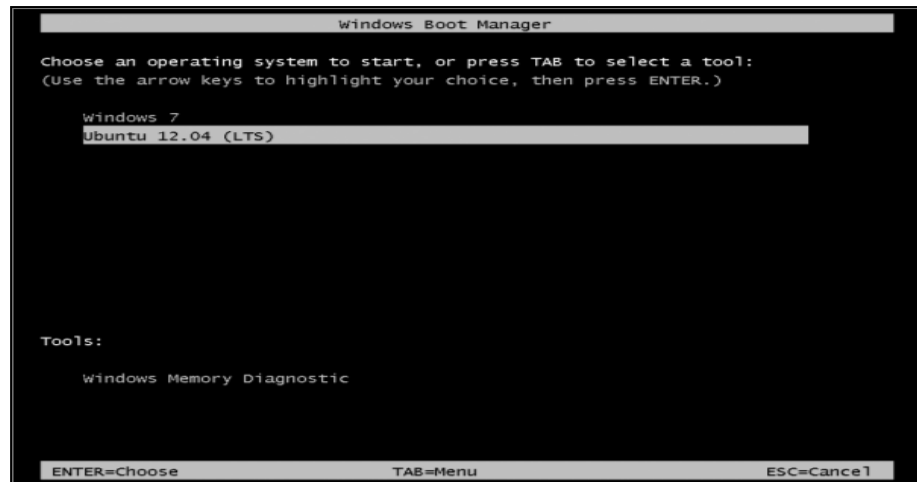 Windows Boot Manager
Choose an operating system to start, or press TAB to select a tool:
(Use the arrow keys to highlight your choice, then press ENTER.)
Windows 7
Ubuntu 12.04 (LTS)
Tools:
Windows Memory Diagnostic
ENTER=Choose TAB=Menu ESC=Cancel